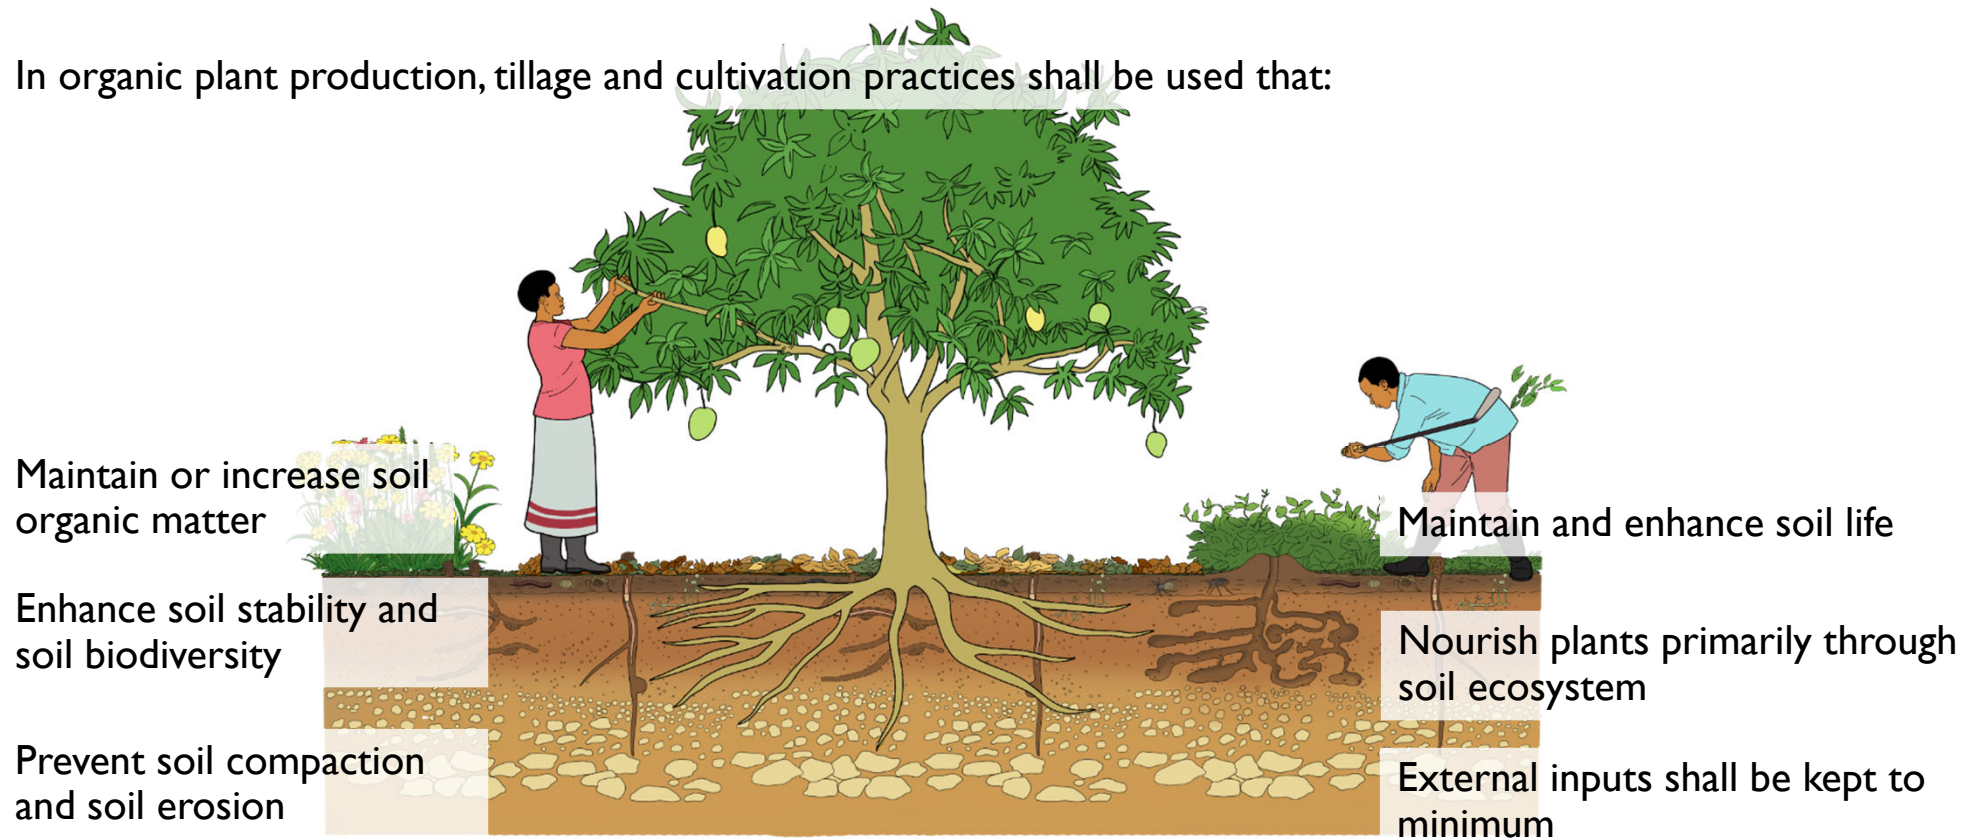 In organic plant production, tillage and cultivation practices shall be used that:
Maintain or increase soil
organic matter
Enhance soil stability and
soil biodiversity
Prevent soil compaction
and soil erosion
Maintain and enhance soil life
Nourish plants primarily through
soil ecosystem
External inputs shall be kept to
minimum